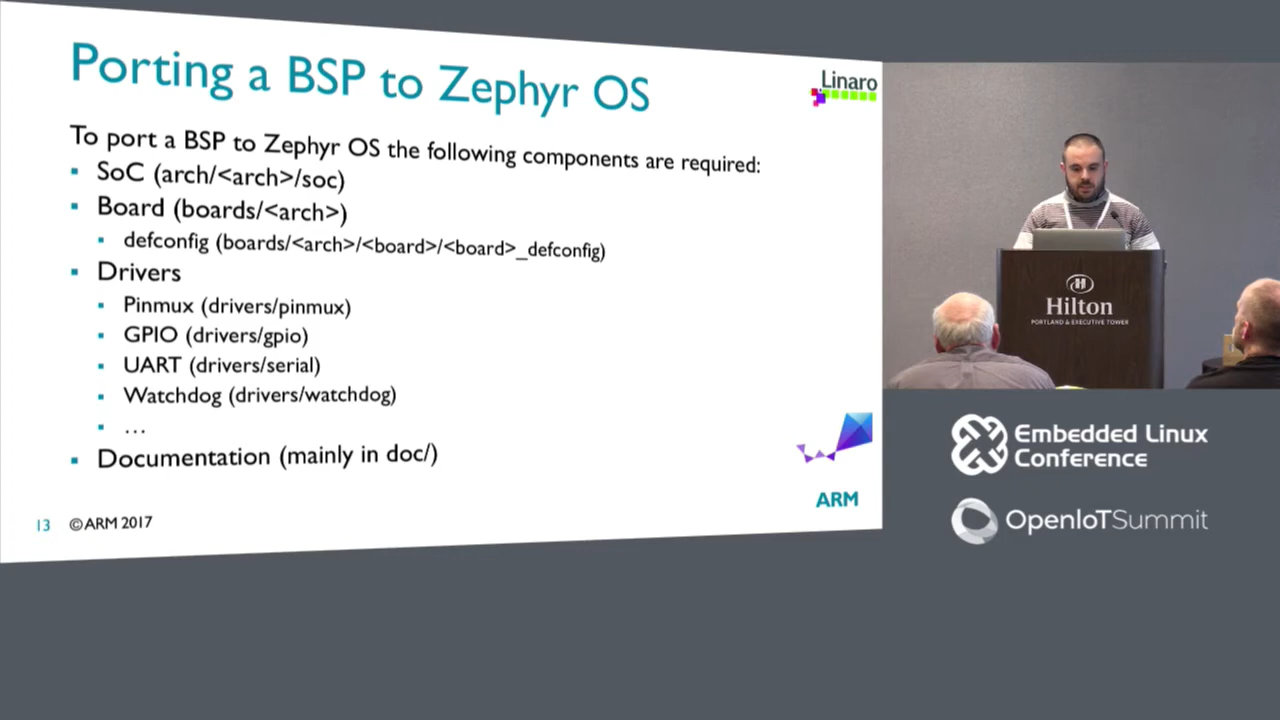 Porting a BSP to Zephyr OS
Linaro
To port a BSP to Zephyr OS the following components are required:
▪ SoC (arch/<arch>/soc)
▪ Board (boards/<arch>)
▪ defconfig (boards/<arch>/<board>/<board>_defconfig)
▪ Drivers
▪ Pinmux (drivers/pinmux)
▪ GPIO (drivers/gpio)
▪ UART (drivers/serial)
▪ Watchdog (drivers/watchdog)
▪ …
▪ Documentation (mainly in doc/)
ARM
13 ©ARM 2017
H
Hilton
PORTLAND & EXECUTIVE TOWER
Embedded Linux
Conference
OpenIoTSummit